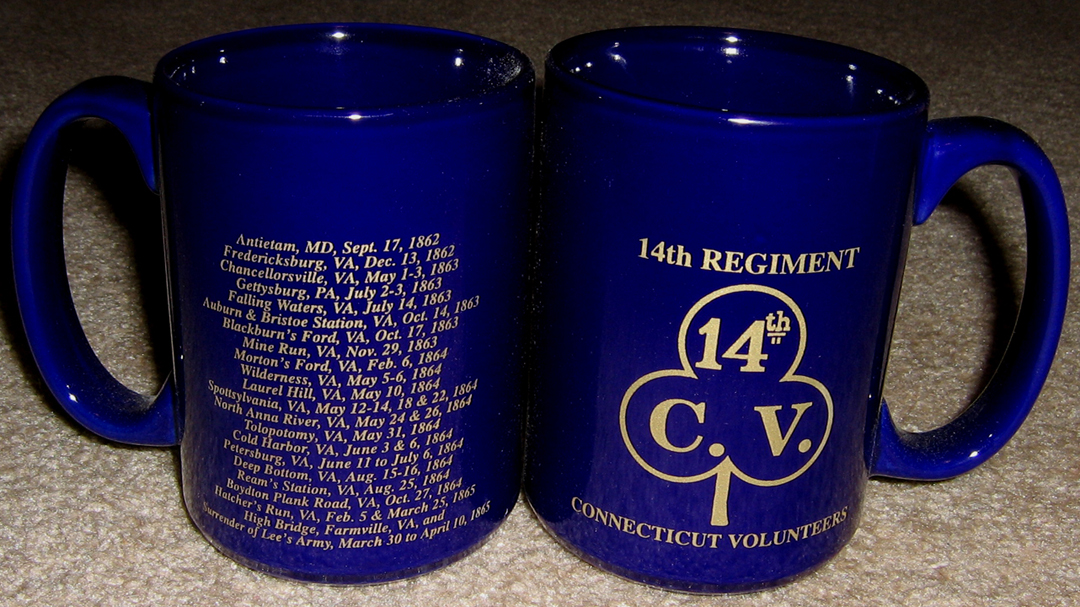 Antietam, MD, Sept. 17, 1862
Fredericksburg, VA, Dec. 13, 1862
Chancellorsville, VA, May 1-3, 1863
Gettysburg, PA, July 2-3, 1863
Falling Waters, VA, July 14, 1863
Auburn & Bristoe Station, VA, Oct. 14, 1863
Blackburn's Ford, VA, Oct. 17, 1863
Mine Run, VA, Nov. 29, 1863
Morton's Ford, VA, Feb. 6, 1864
Wilderness, VA, May 5-6, 1864
Laurel Hill, VA, May 10, 1864
Spottsylvania, VA, May 12-14, 18 & 22, 1864
North Anna River, VA, May 24 & 26, 1864
Tolopotomy, VA, May 31, 1864
Cold Harbor, VA, June 3 & 6, 1864
Petersburg, VA, June 11 to July 6, 1864
Deep Bottom, VA, Aug. 15-16, 1864
Ream's Station, VA, Aug. 25, 1864
Boydton Plank Road, VA, Oct. 27, 1864
Hatcher's Run, VA, Feb. 5 & March 25, 1865
High Bridge, Farmville, VA, and
Surrender of Lee's Army, March 30 to April 10, 1865
14th REGIMENT
14th
C. V.
CONNECTICUT VOLUNTEERS